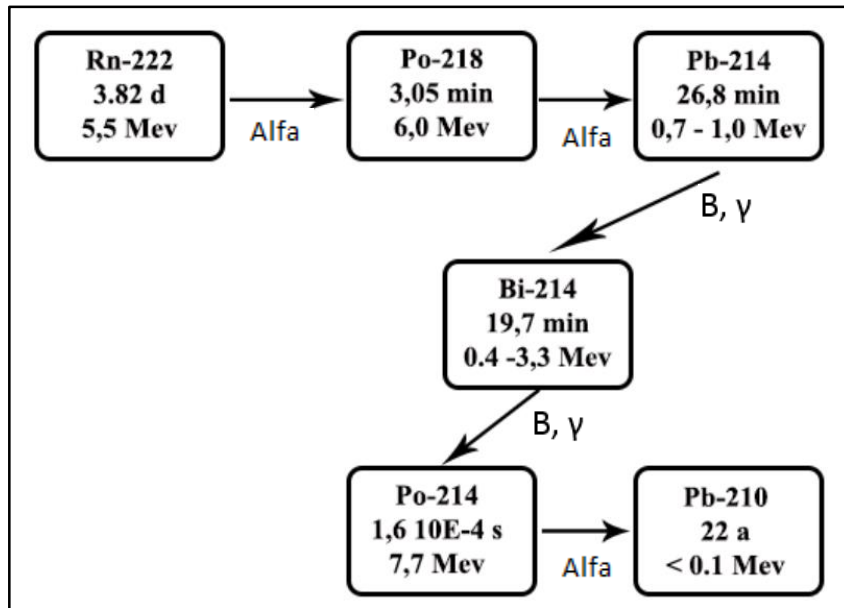 Rn-222
3.82 d
5,5 Mev
Alfa
Po-218
3,05 min
6,0 Mev
Alfa
Pb-214
26,8 min
0,7 - 1,0 Mev
B, γ
Bi-214
19,7 min
0.4 -3,3 Mev
B, γ
Po-214
1,6 10E-4 s
7,7 Mev
Alfa
Pb-210
22 a
< 0.1 Mev